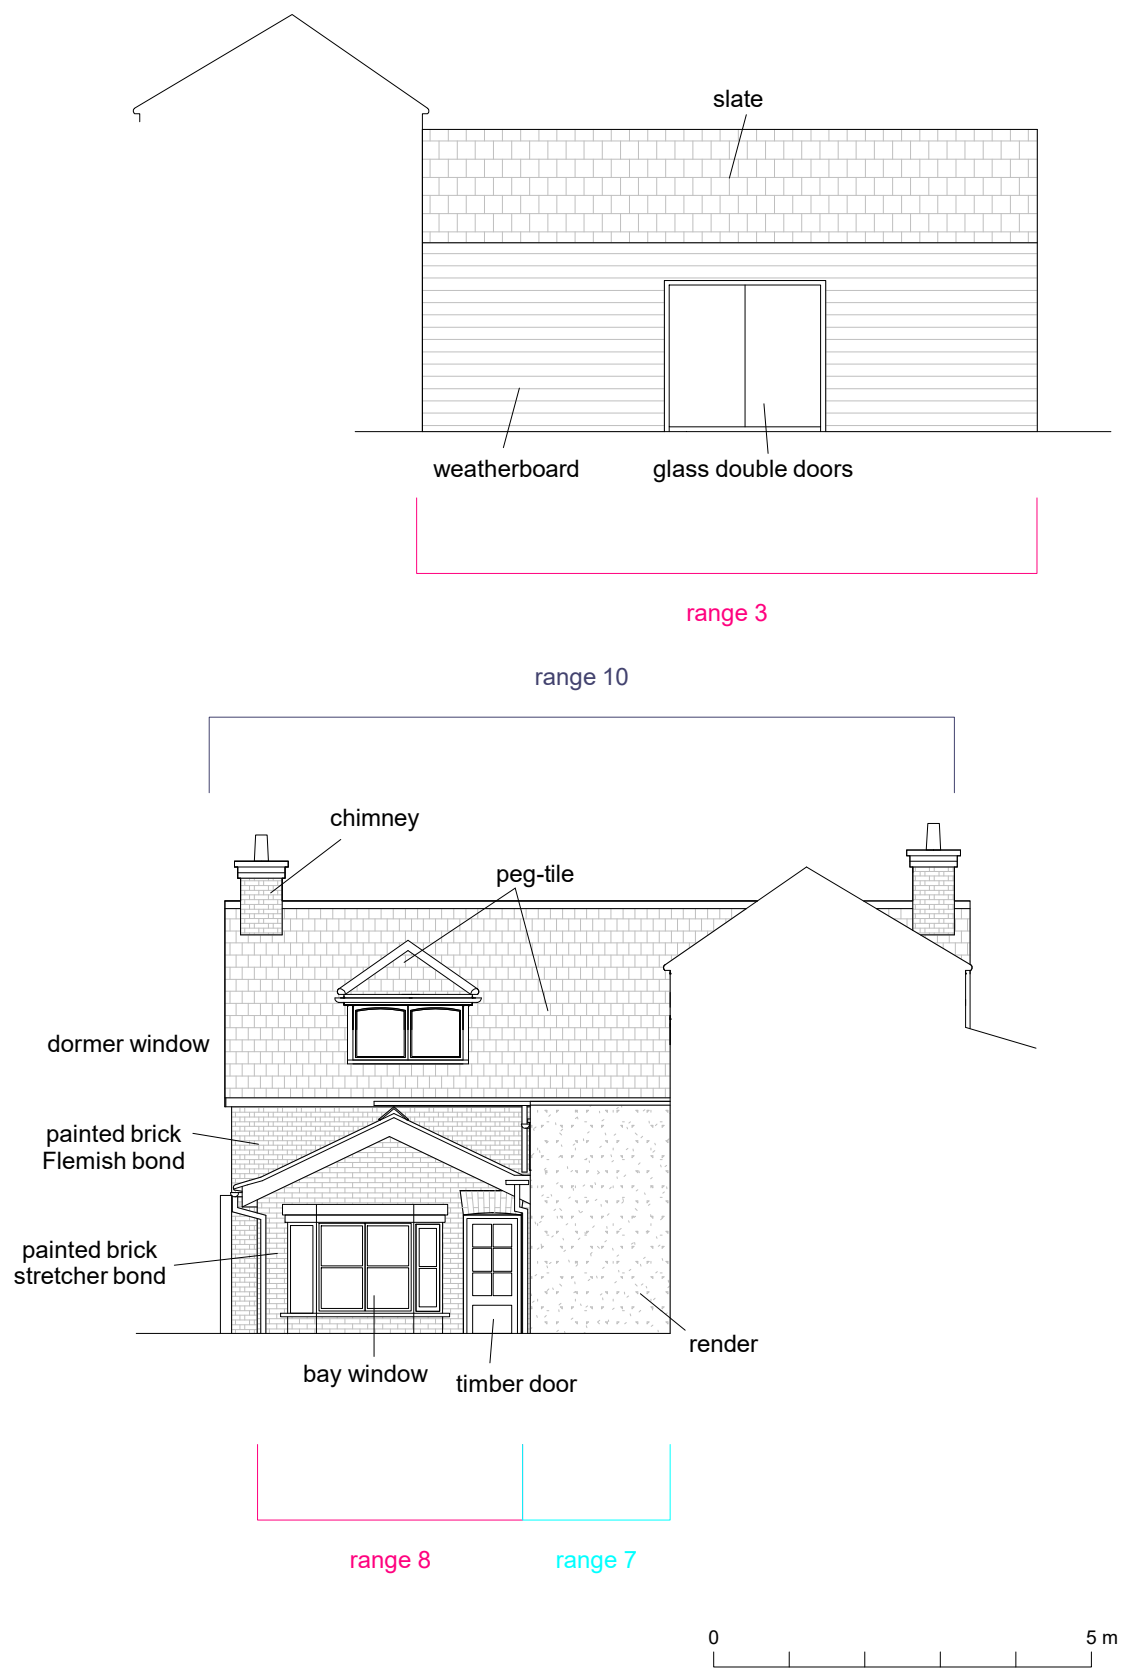 slate
weatherboard
glass double doors
range 3
range 10
chimney
peg-tile
dormer window
painted brick
Flemish bond
painted brick
stretcher bond
render
bay window
timber door
range 8
range 7
0
5 m